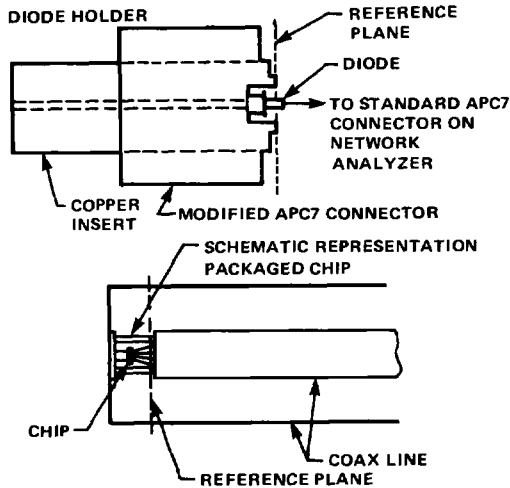 DIODE HOLDER
REFERENCE
PLANE
DIODE
TO STANDARD APC7
CONNECTOR ON
NETWORK
ANALYZER
COPPER
INSERT
MODIFIED APC7 CONNECTOR
SCHEMATIC REPRESENTATION
PACKAGED CHIP
CHIP
COAX LINE
REFERENCE PLANE